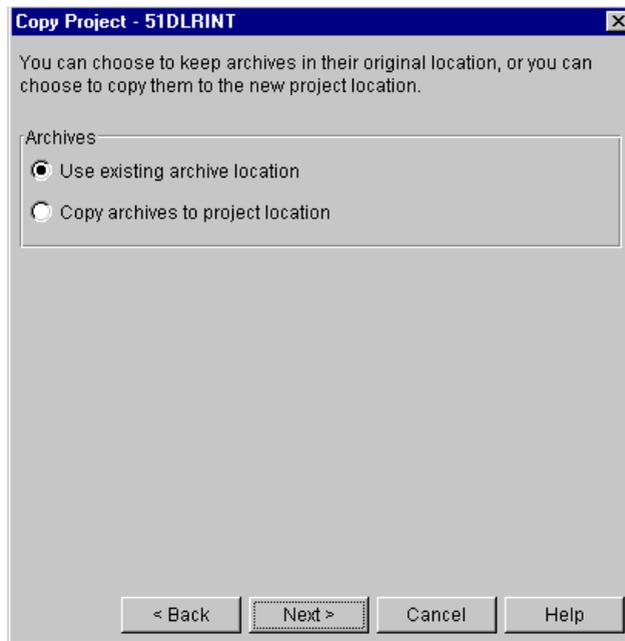 Copy Project - 51DLRINT
You can choose to keep archives in their original location, or you can
choose to copy them to the new project location.
Archives
Use existing archive location
Copy archives to project location
< Back Next > Cancel Help